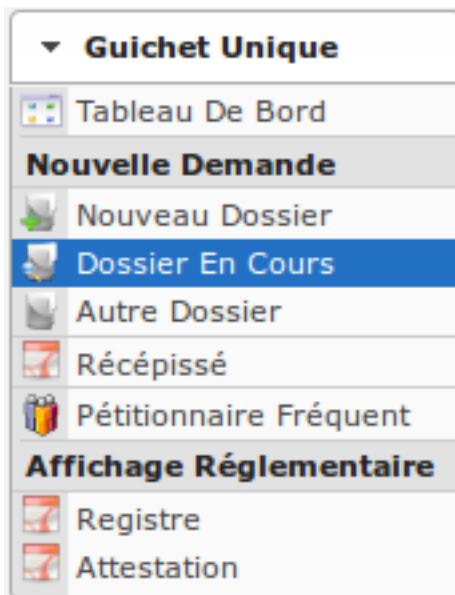 Guichet Unique
Tableau De Bord
Nouvelle Demande
Nouveau Dossier
Dossier En Cours
Autre Dossier
Récépissé
Pétitionnaire Fréquent
Affichage Réglementaire
Registre
Attestation